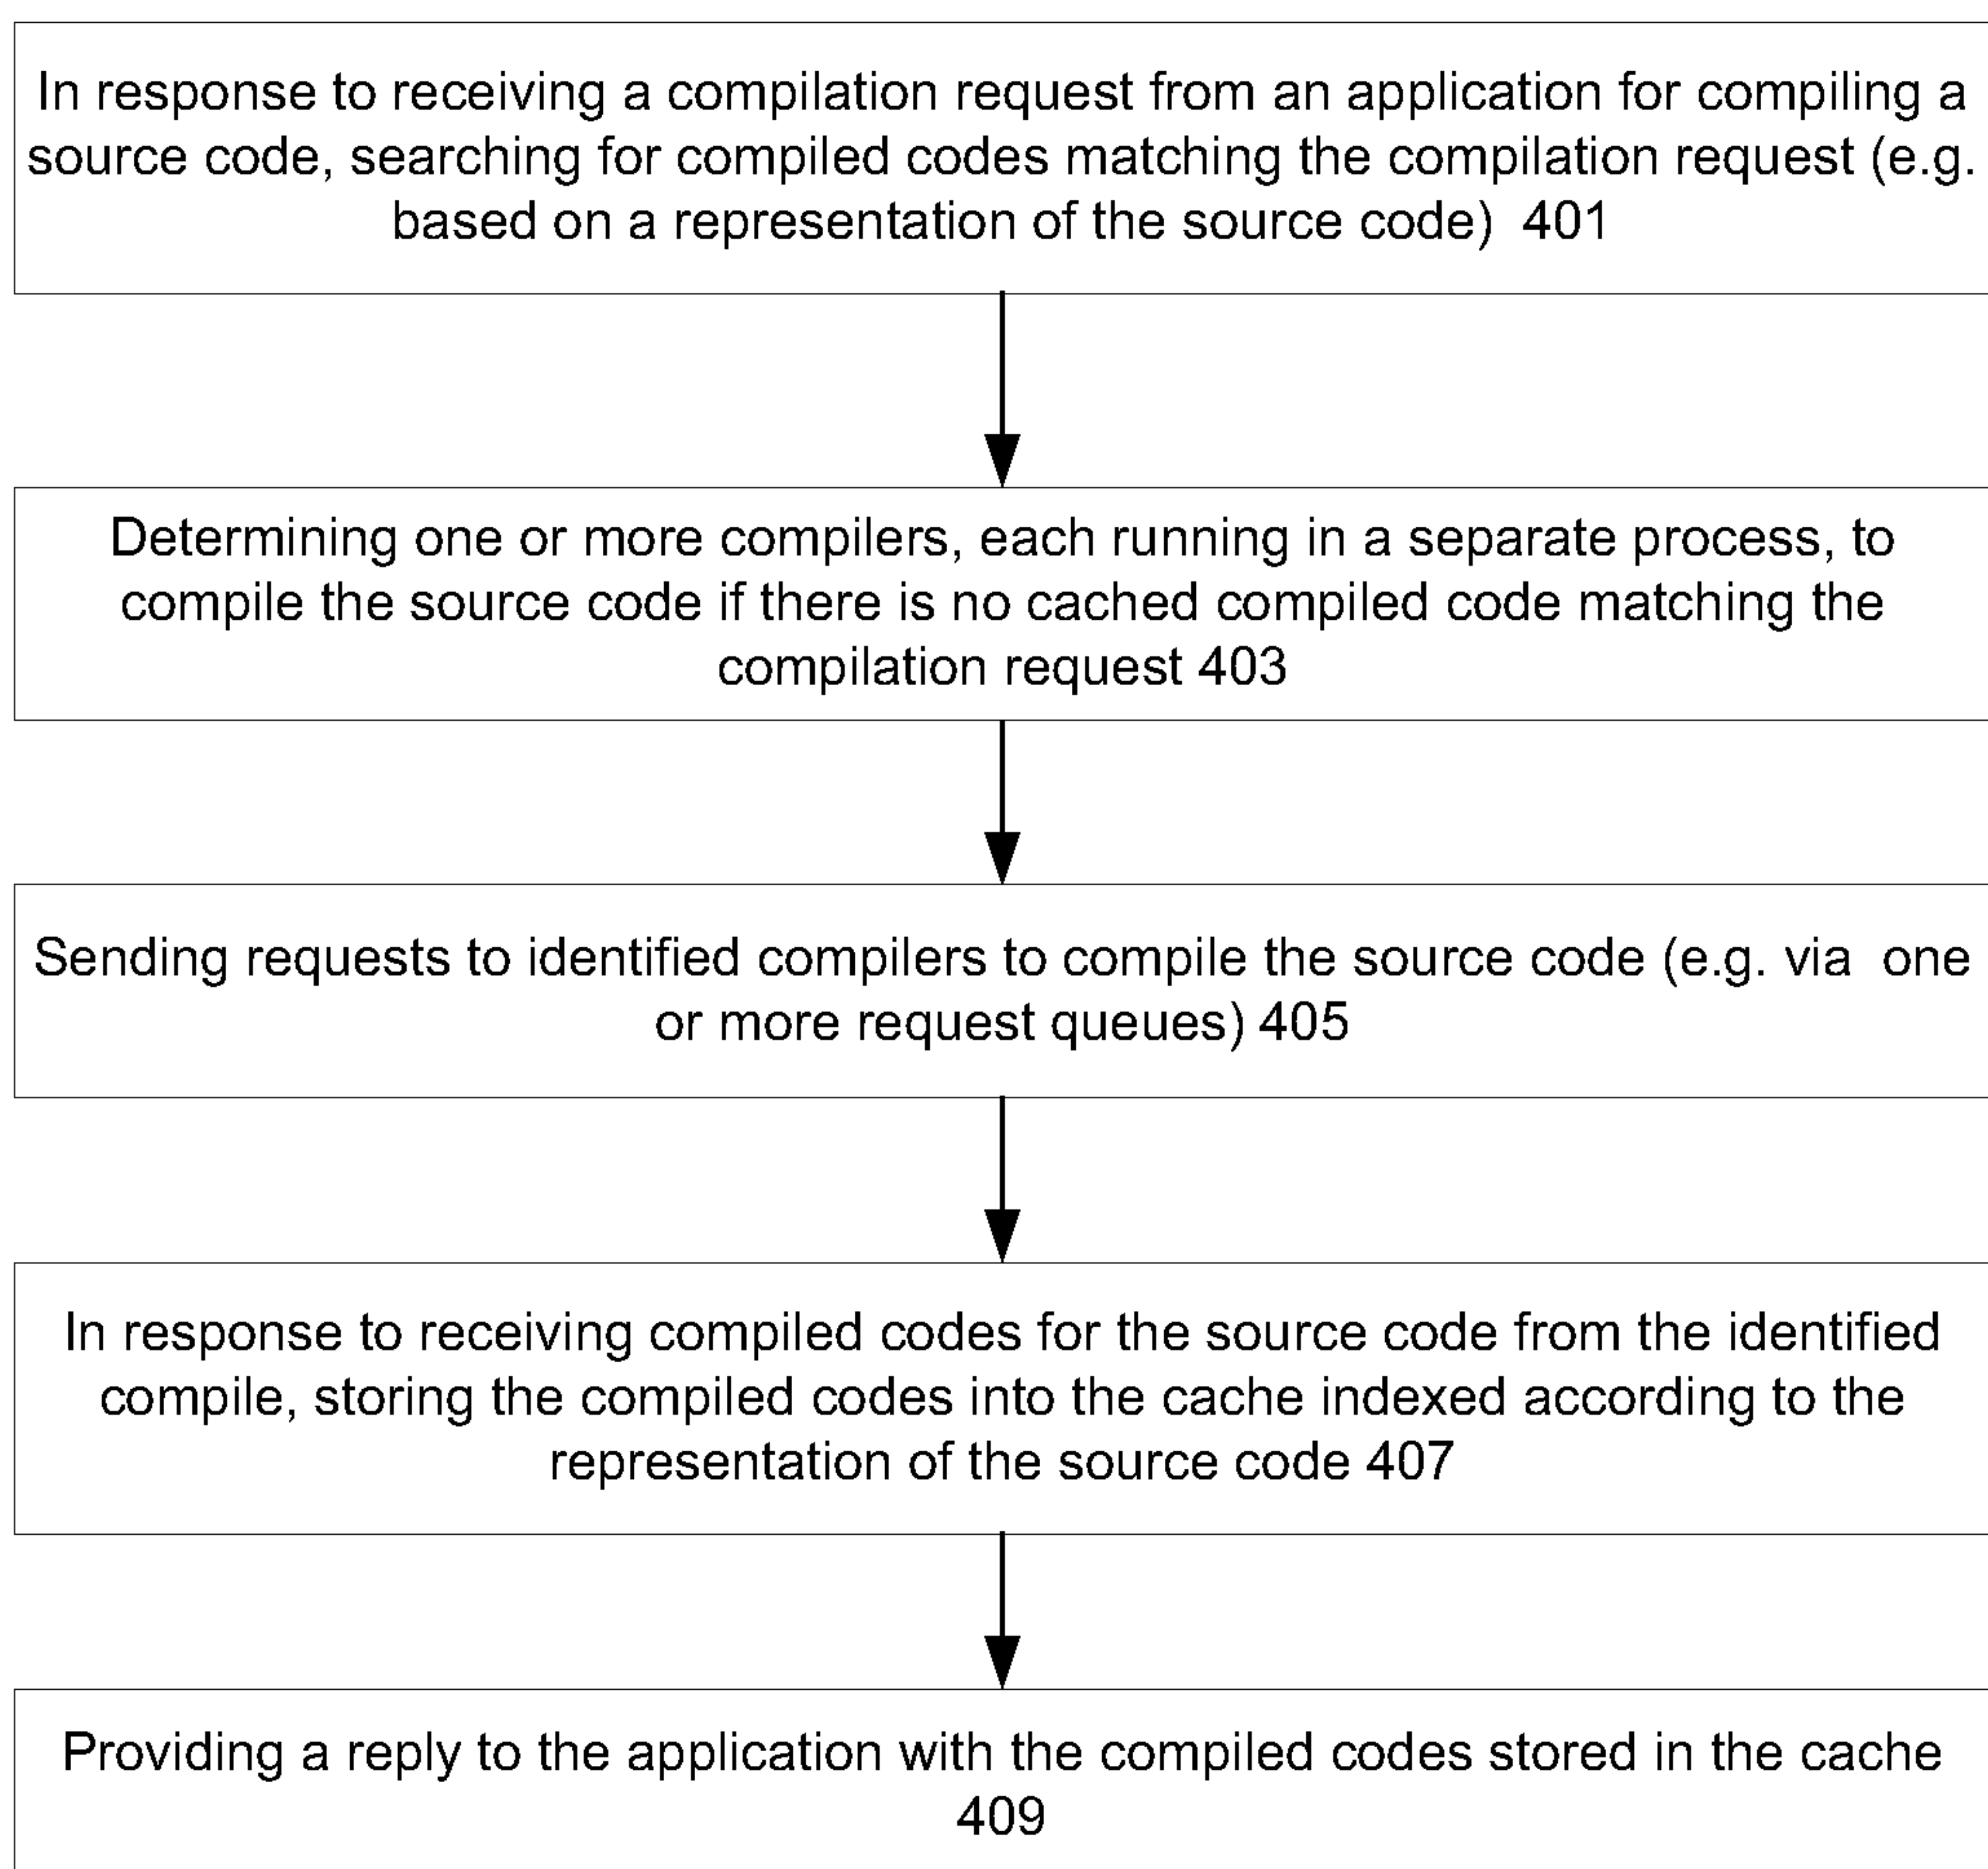 In response to receiving a compilation request from an application for compiling a
source code, searching for compiled codes matching the compilation request (e.g.
based on a representation of the source code) 401
Determining one or more compilers, each running in a separate process, to
compile the source code if there is no cached compiled code matching the
compilation request 403
Sending requests to identified compilers to compile the source code (e.g. via one
or more request queues) 405
In response to receiving compiled codes for the source code from the identified
compile, storing the compiled codes into the cache indexed according to the
representation of the source code 407
Providing a reply to the application with the compiled codes stored in the cache
409